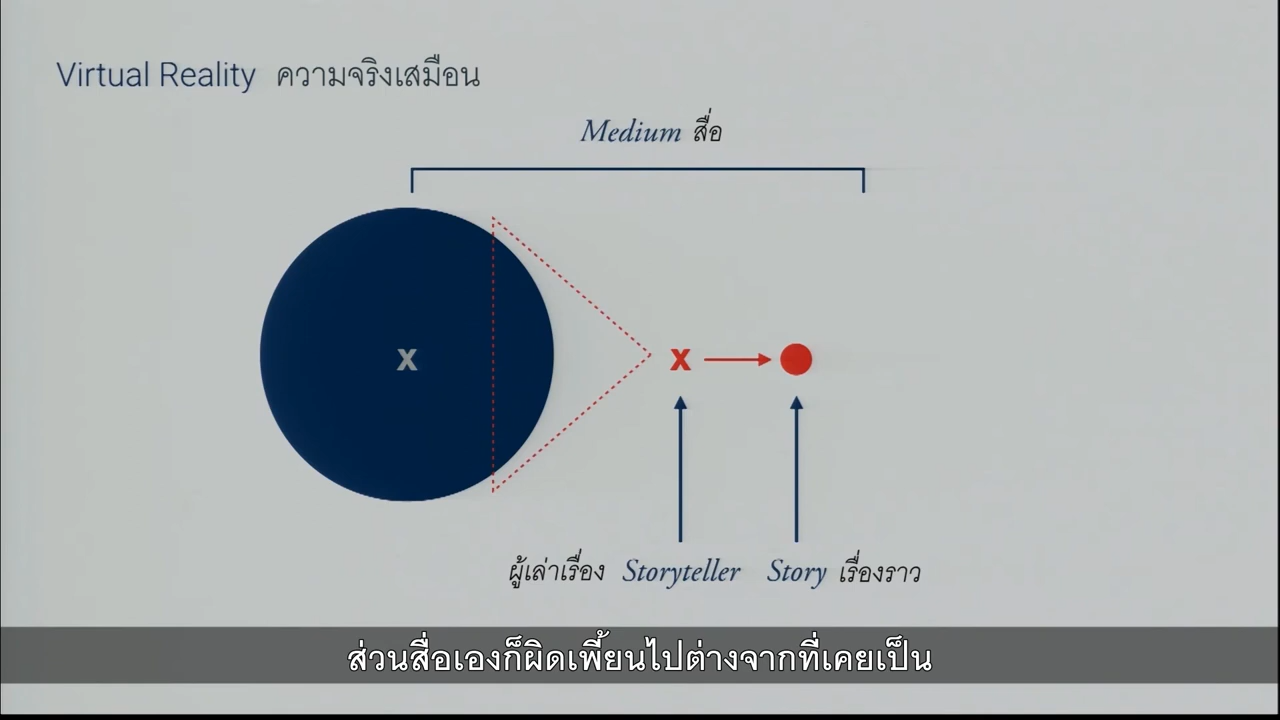 Virtual Reality ความจริงเสมือน
Medium สื่อ
x
x
ผู้เล่าเรื่อง Storyteller Story เรื่องราว
ส่วนสื่อเองก็ผิดเพี้ยนไปต่างจากที่เคยเป็น